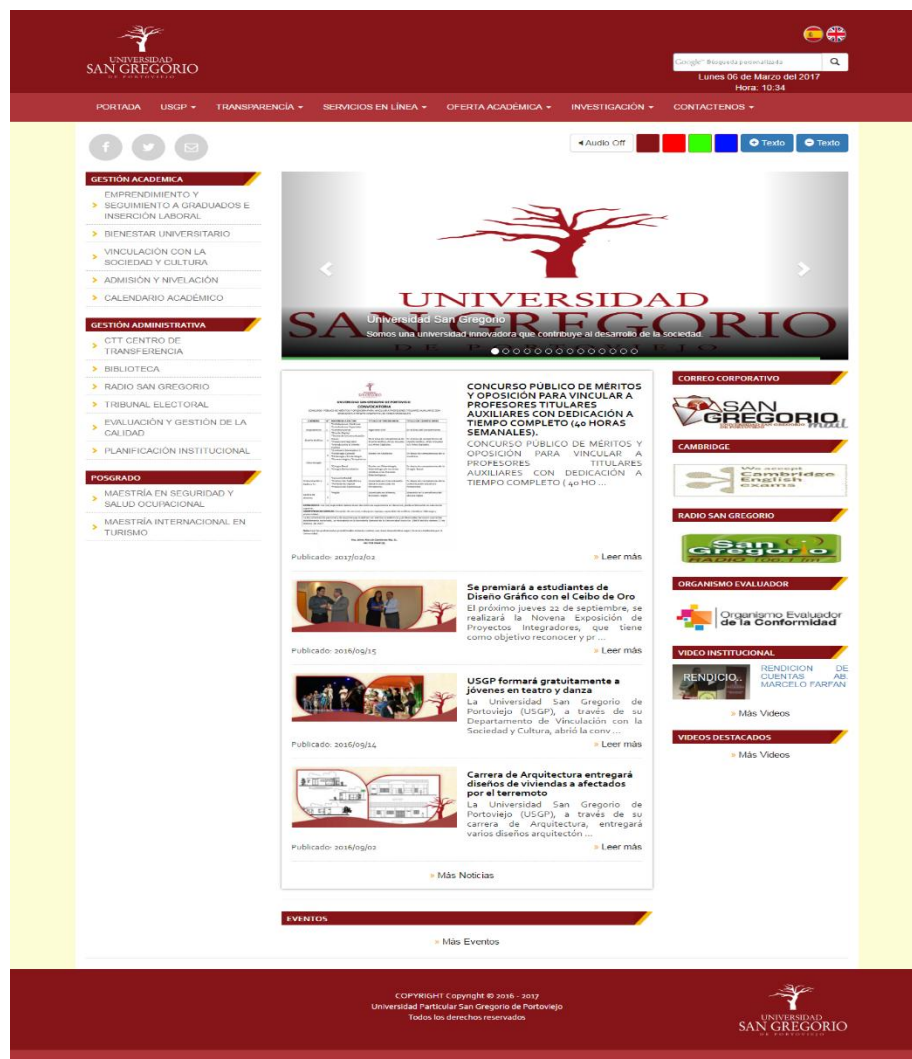 UNIVERSIDAD
SAN GREGORIO
DE PORTOVIEJO
Google™ Búsqueda personalizada
Lunes 06 de Marzo del 2017
Hora: 10:34
PORTADA USGP TRANSPARENCÍA SERVICIOS EN LÍNEA OFERTA ACADÉMICA INVESTIGACIÓN CONTACTENOS
Audio Off Texto Texto
GESTIÓN ACADEMICA
EMPRENDIMIENTO Y
SEGUIMIENTO A GRADUADOS E
INSERCIÓN LABORAL
BIENESTAR UNIVERSITARIO
VINCULACIÓN CON LA
SOCIEDAD Y CULTURA
ADMISIÓN Y NIVELACIÓN
CALENDARIO ACADÉMICO
GESTIÓN ADMINISTRATIVA
CTT CENTRO DE
TRANSFERENCIA
BIBLIOTECA
RADIO SAN GREGORIO
TRIBUNAL ELECTORAL
EVALUACIÓN Y GESTIÓN DE LA
CALIDAD
PLANIFICACIÓN INSTITUCIONAL
POSGRADO
MAESTRÍA EN SEGURIDAD Y
SALUD OCUPACIONAL
MAESTRÍA INTERNACIONAL EN
TURISMO
UNIVERSIDAD
SAN GREGORIO
DE PORTOVIEJO
Universidad San Gregorio
Somos una universidad innovadora que contribuye al desarrollo de la sociedad.
CONVOCATORIA
CONCURSO PÚBLICO DE MÉRITOS
Y OPOSICIÓN PARA VINCULAR A
PROFESORES TITULARES
AUXILIARES CON DEDICACIÓN A
TIEMPO COMPLETO (40 HORAS
SEMANALES).
CONCURSO PÚBLICO DE MÉRITOS Y
OPOSICIÓN PARA VINCULAR A
PROFESORES TITULARES
AUXILIARES CON DEDICACIÓN A
TIEMPO COMPLETO ( 40 HO ...
Publicado: 2017/02/02 » Leer más
Se premiará a estudiantes de
Diseño Gráfico con el Ceibo de Oro
El próximo jueves 22 de septiembre, se
realizará la Novena Exposición de
Proyectos Integradores, que tiene
como objetivo reconocer y pr ...
Publicado: 2016/09/15 » Leer más
USGP formará gratuitamente a
jóvenes en teatro y danza
La Universidad San Gregorio de
Portoviejo (USGP), a través de su
Departamento de Vinculación con la
Sociedad y Cultura, abrió la conv ...
Publicado: 2016/09/14 » Leer más
Carrera de Arquitectura entregará
diseños de viviendas a afectados
por el terremoto
La Universidad San Gregorio de
Portoviejo (USGP), a través de su
carrera de Arquitectura, entregará
varios diseños arquitectón ...
Publicado: 2016/09/02 » Leer más
» Más Noticias
CORREO CORPORATIVO
SAN
GREGORIO
mail
CAMBRIDGE
We accept
Cambridge
English
exams
RADIO SAN GREGORIO
San
Gregorio
RADIO 106.1 fm
ORGANISMO EVALUADOR
Organismo Evaluador
de la Conformidad
VIDEO INSTITUCIONAL
RENDICIO..
RENDICION DE
CUENTAS AB.
MARCELO FARFAN
» Más Videos
VIDEOS DESTACADOS
» Más Videos
EVENTOS
» Más Eventos
COPYRIGHT Copyright © 2016 - 2017
Universidad Particular San Gregorio de Portoviejo
Todos los derechos reservados
UNIVERSIDAD
SAN GREGORIO
DE PORTOVIEJO